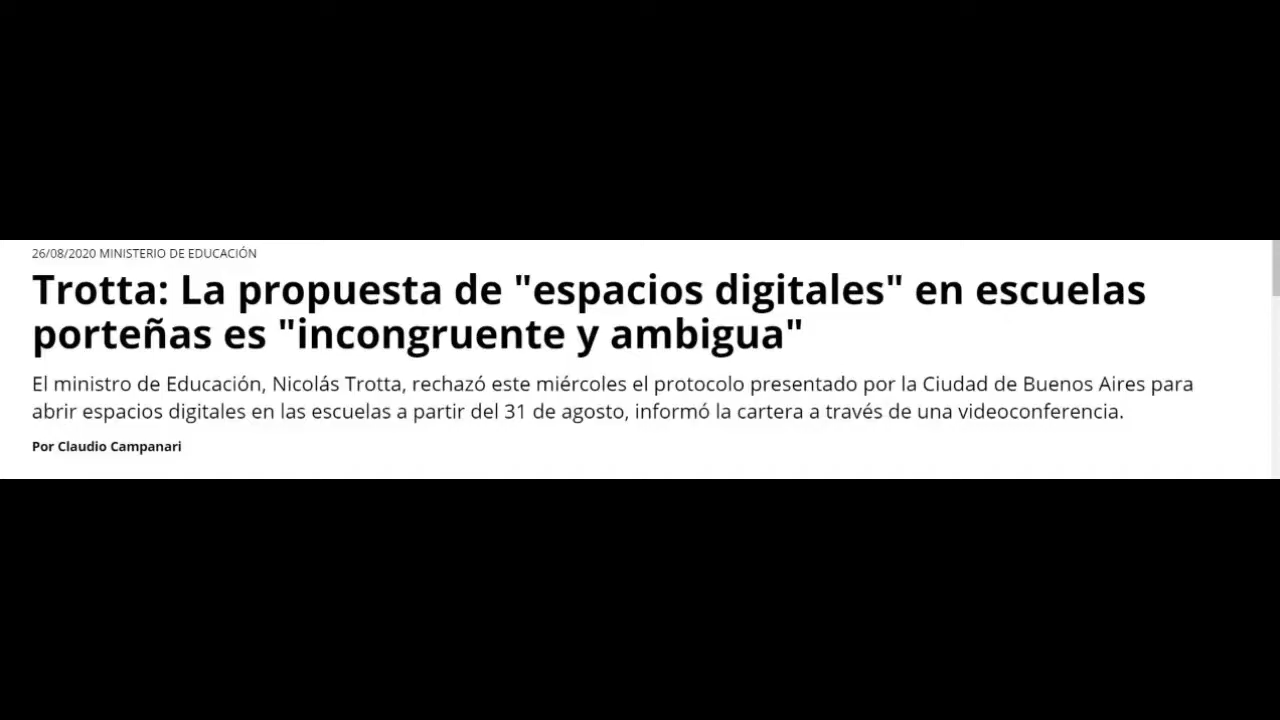 26/08/2020 MINISTERIO DE EDUCACIÓN
Trotta: La propuesta de "espacios digitales" en escuelas
porteñas es "incongruente y ambigua"
El ministro de Educación, Nicolás Trotta, rechazó este miércoles el protocolo presentado por la Ciudad de Buenos Aires para
abrir espacios digitales en las escuelas a partir del 31 de agosto, informó la cartera a través de una videoconferencia.
Por Claudio Campanari